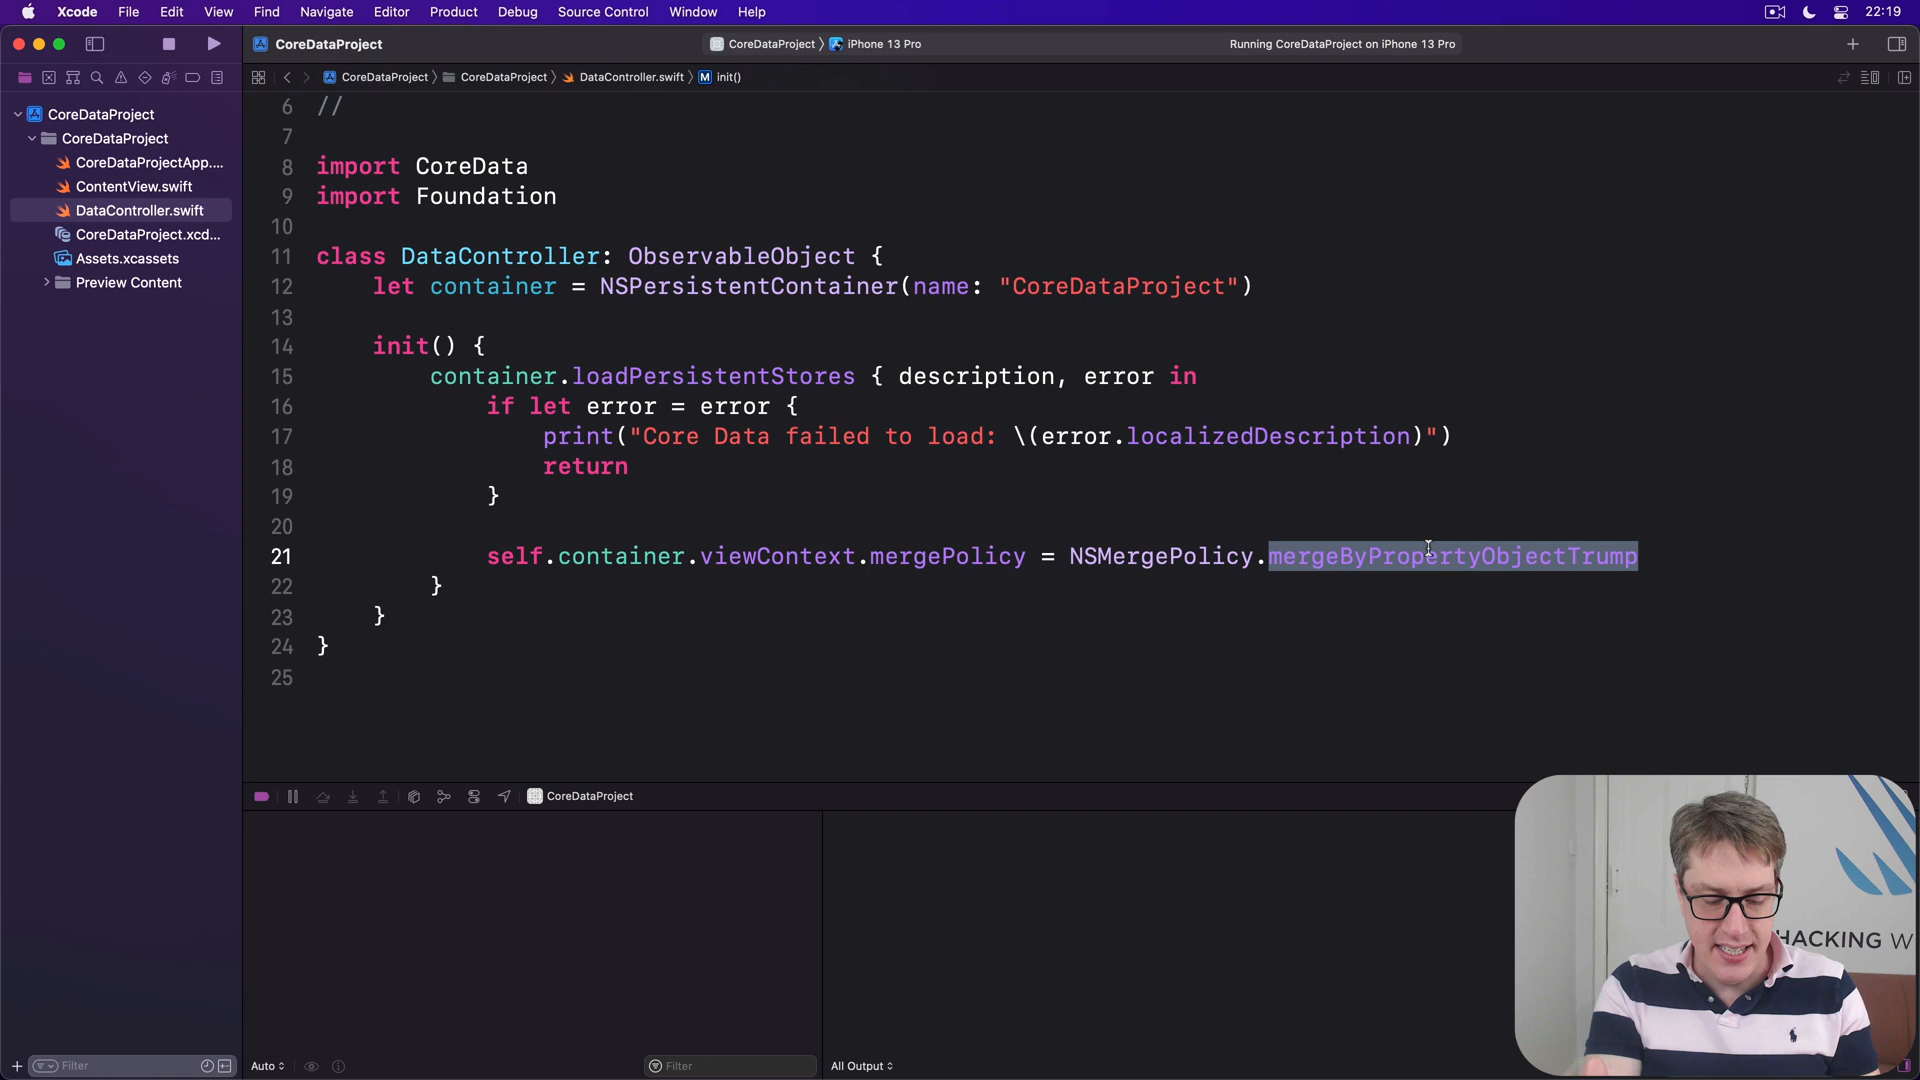 Xcode File Edit View Find Navigate Editor Product Debug Source Control Window Help 22:19
CoreDataProject CoreDataProject iPhone 13 Pro Running CoreDataProject on iPhone 13 Pro
CoreDataProject CoreDataProject DataController.swift M init()
CoreDataProject
CoreDataProject
CoreDataProjectApp....
ContentView.swift
DataController.swift
CoreDataProject.xcd...
Assets.xcassets
Preview Content
6 //
7
8 import CoreData
9 import Foundation
10
11 class DataController: ObservableObject {
12 let container = NSPersistentContainer(name: "CoreDataProject")
13
14 init() {
15 container.loadPersistentStores { description, error in
16 if let error = error {
17 print("Core Data failed to load: \(error.localizedDescription)")
18 return
19 }
20
21 self.container.viewContext.mergePolicy = NSMergePolicy.mergeByPropertyObjectTrump
22 }
23 }
24 }
25
CoreDataProject
HACKING W
Filter Auto Filter All Output